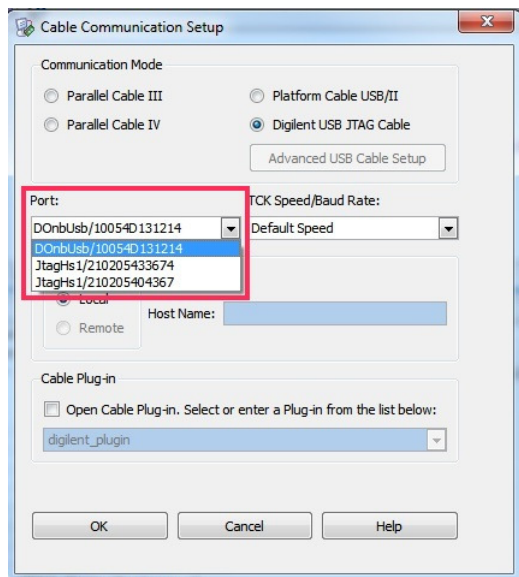 Cable Communication Setup
Communication Mode
Parallel Cable III
Platform Cable USB/II
Parallel Cable IV
Digilent USB JTAG Cable
Advanced USB Cable Setup
Port:
TCK Speed/Baud Rate:
DOnbUsb/10054D131214
Default Speed
DOnbUsb/10054D131214
JtagHs1/210205433674
JtagHs1/210205404367
Local
Host Name:
Remote
Cable Plug-in
Open Cable Plug-in. Select or enter a Plug-in from the list below:
digilent_plugin
OK
Cancel
Help